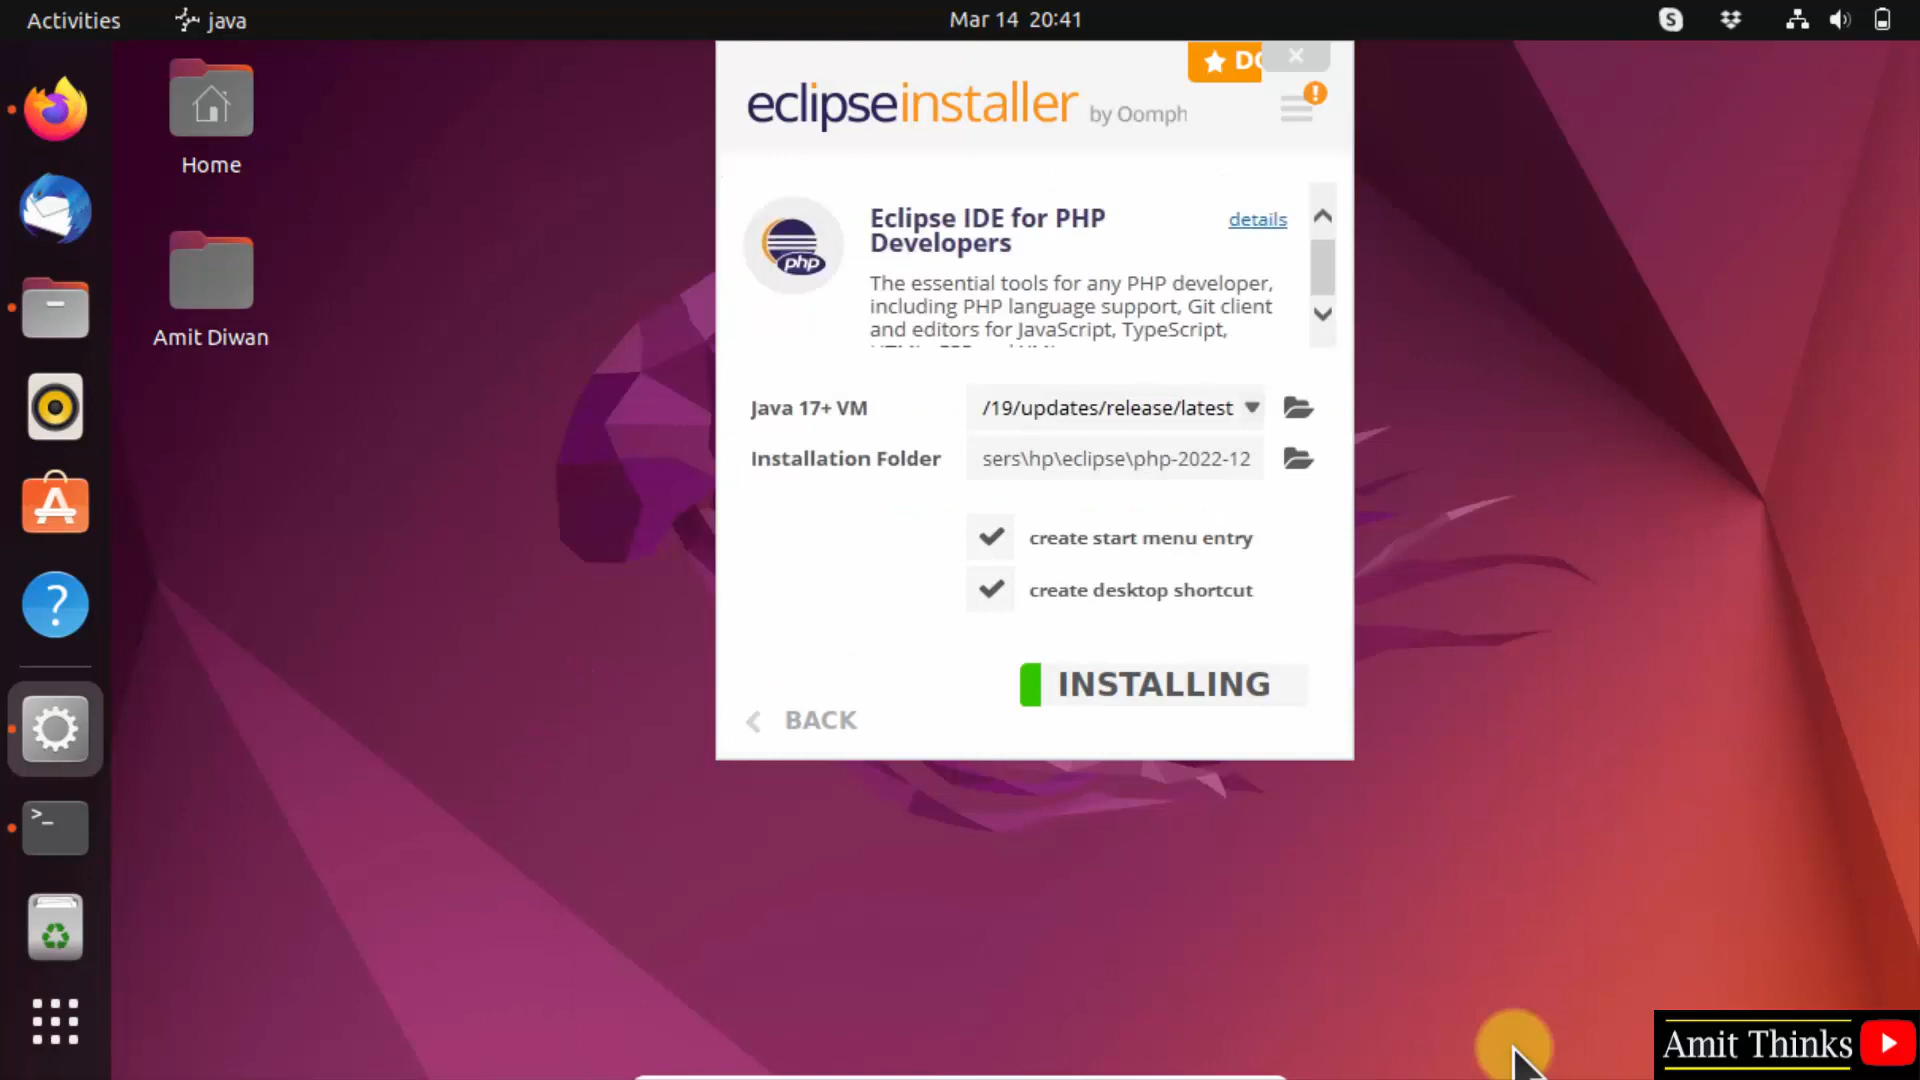 Activities
java
Mar 14 20:41
Home
Amit Diwan
eclipseinstaller by Oomph
Eclipse IDE for PHP
Developers
details
The essential tools for any PHP developer,
including PHP language support, Git client
and editors for JavaScript, TypeScript,
php
Java 17+ VM
/19/updates/release/latest
Installation Folder
sers\hp\eclipse\php-2022-12
create start menu entry
create desktop shortcut
INSTALLING
BACK
Amit Thinks